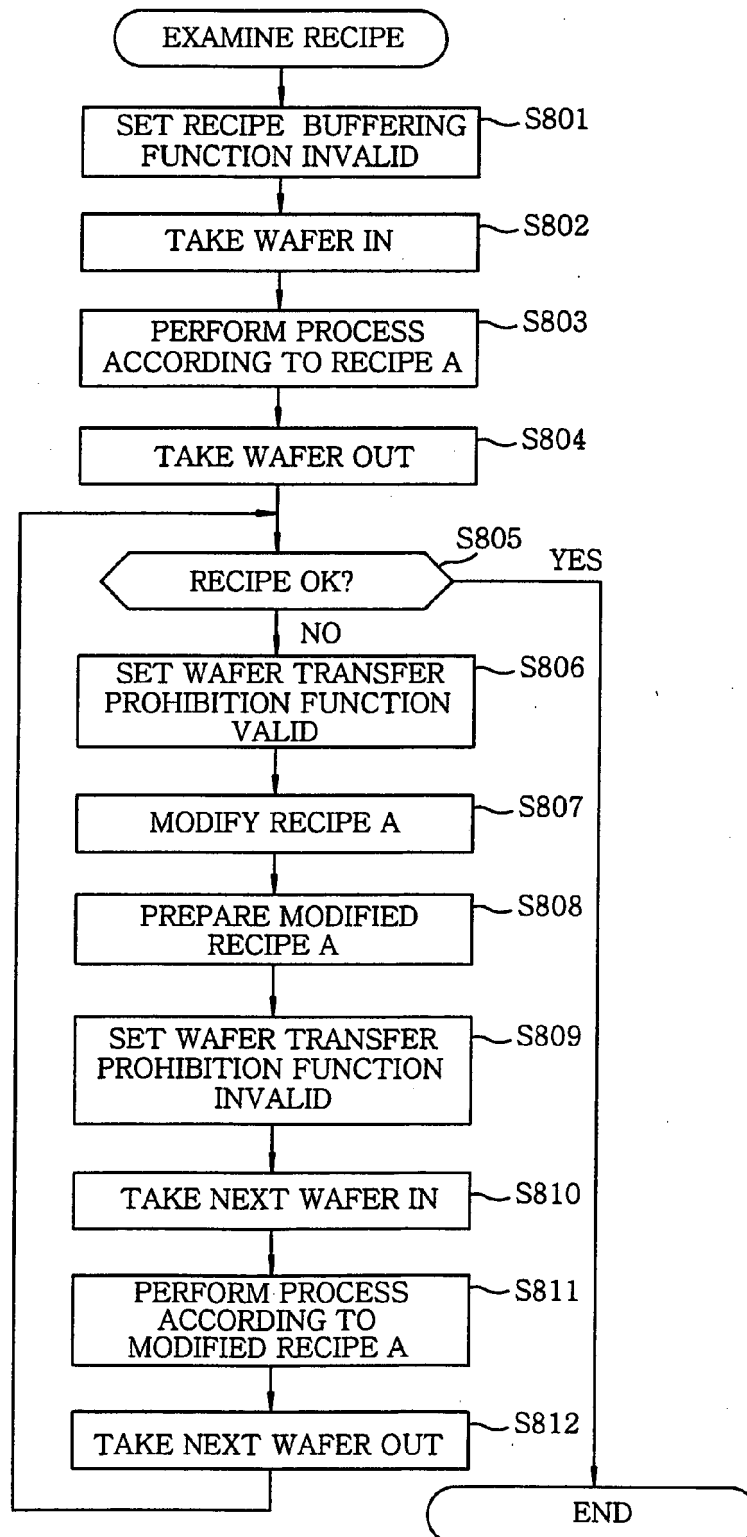 EXAMINE RECIPE
SET RECIPE BUFFERING
FUNCTION INVALID
S801
TAKE WAFER IN
S802
PERFORM PROCESS
ACCORDING TO RECIPE A
S803
TAKE WAFER OUT
S804
RECIPE OK?
S805
YES
NO
SET WAFER TRANSFER
PROHIBITION FUNCTION
VALID
S806
MODIFY RECIPE A
S807
PREPARE MODIFIED
RECIPE A
S808
SET WAFER TRANSFER
PROHIBITION FUNCTION
INVALID
S809
TAKE NEXT WAFER IN
S810
PERFORM PROCESS
ACCORDING TO
MODIFIED RECIPE A
S811
TAKE NEXT WAFER OUT
S812
END